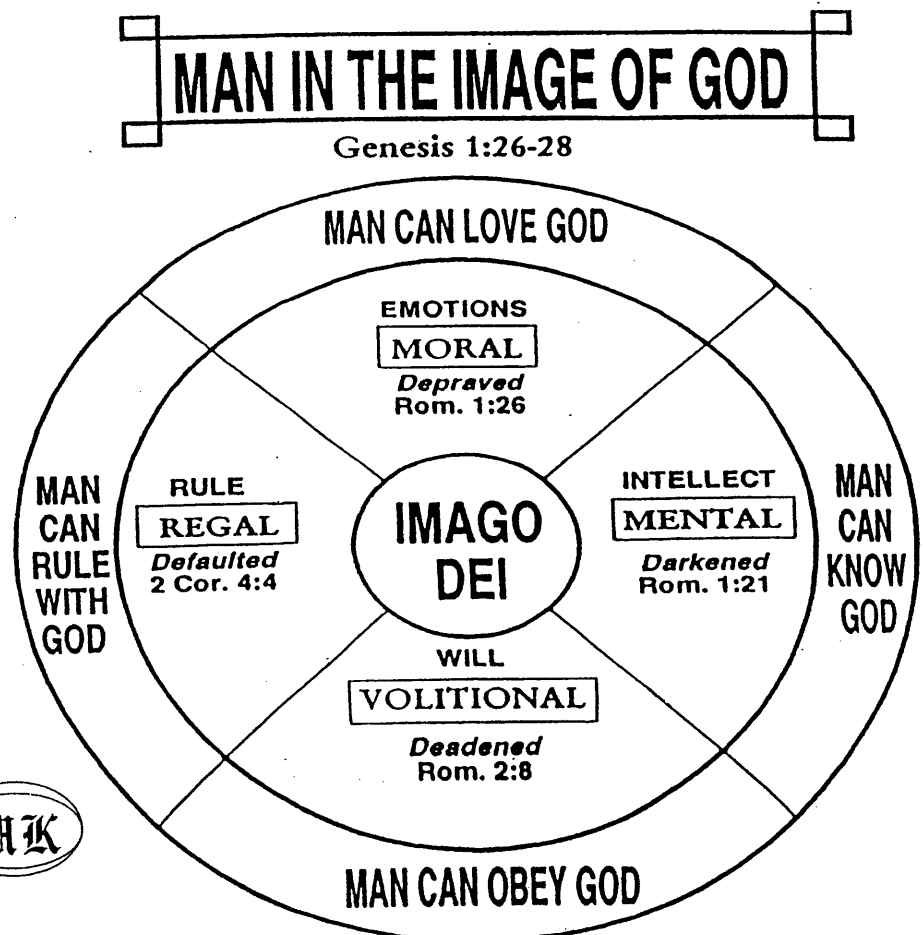 MAN IN THE IMAGE OF GOD
Genesis 1:26-28
MAN CAN LOVE GOD
EMOTIONS
MORAL
Depraved
Rom. 1:26
MAN
CAN
RULE
WITH
GOD
RULE
REGAL
Defaulted
2 Cor. 4:4
IMAGO
DEI
INTELLECT
MENTAL
Darkened
Rom. 1:21
MAN
CAN
KNOW
GOD
WILL
VOLITIONAL
Deadened
Rom. 2:8
MAN CAN OBEY GOD